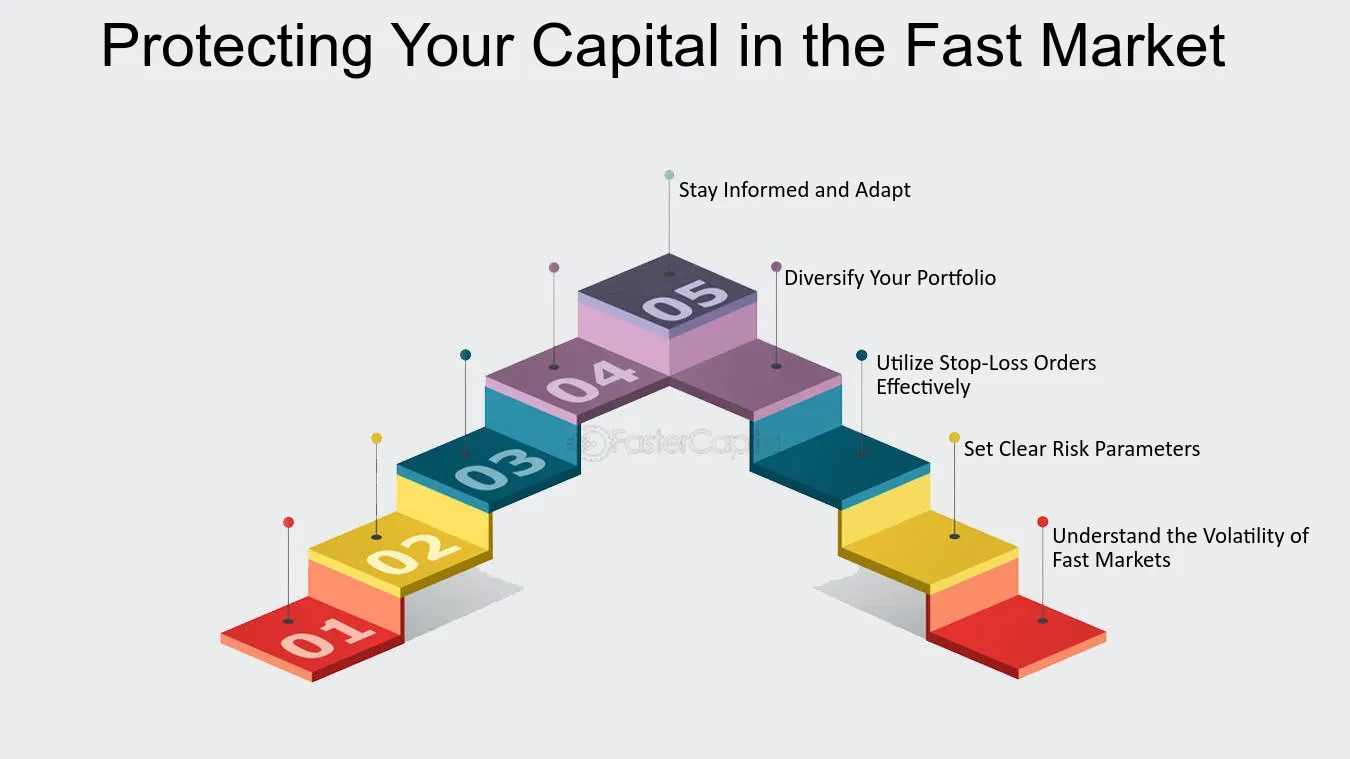 Protecting Your Capital in the Fast Market
Stay Informed and Adapt
05
Diversify Your Portfolio
04
Utilize Stop-Loss Orders
Effectively
FasterCapital
03
Set Clear Risk Parameters
02
Understand the Volatility of
Fast Markets
01